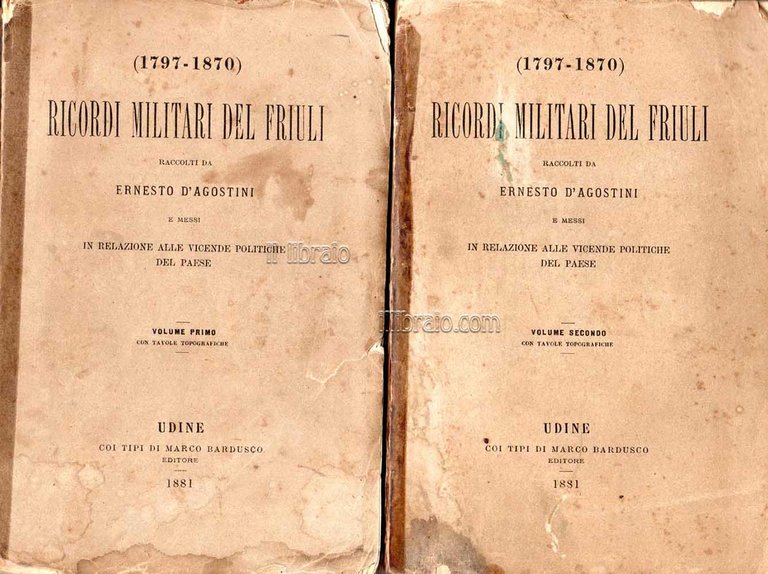 (1797-1870)
RICORDI MILITARI DEL FRIULI
RACCOLTI DA
ERNESTO D'AGOSTINI
E MESSI
IN RELAZIONE ALLE VICENDE POLITICHE
DEL PAESE
VOLUME PRIMO
CON TAVOLE TOPOGRAFICHE
UDINE
COI TIPI DI MARCO BARDUSCO
EDITORE
1881
(1797-1870)
RICORDI MILITARI DEL FRIULI
RACCOLTI DA
ERNESTO D'AGOSTINI
E MESSI
IN RELAZIONE ALLE VICENDE POLITICHE
DEL PAESE
VOLUME SECONDO
CON TAVOLE TOPOGRAFICHE
UDINE
COI TIPI DI MARCO BARDUSCO
EDITORE
1881
il libraio
illibraio.com